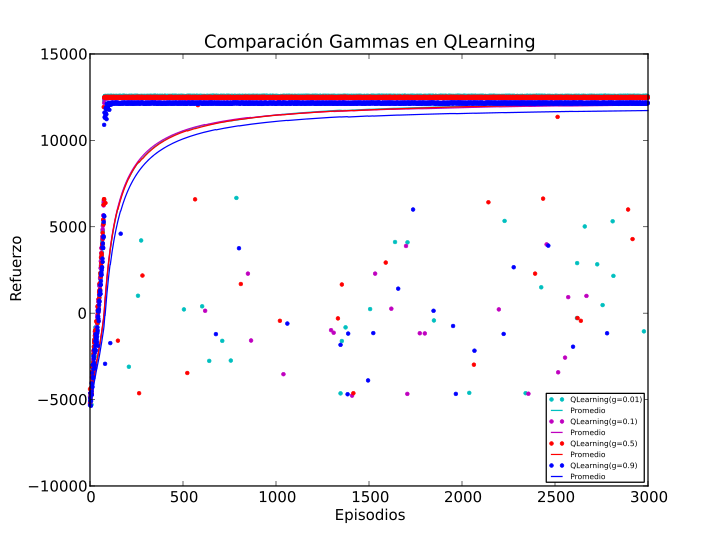 Comparación Gammas en QLearning
15000
10000
5000
0
−5000
−10000
Refuerzo
0 500 1000 1500 2000 2500 3000
Episodios
QLearning(g=0.01)
Promedio
QLearning(g=0.1)
Promedio
QLearning(g=0.5)
Promedio
QLearning(g=0.9)
Promedio